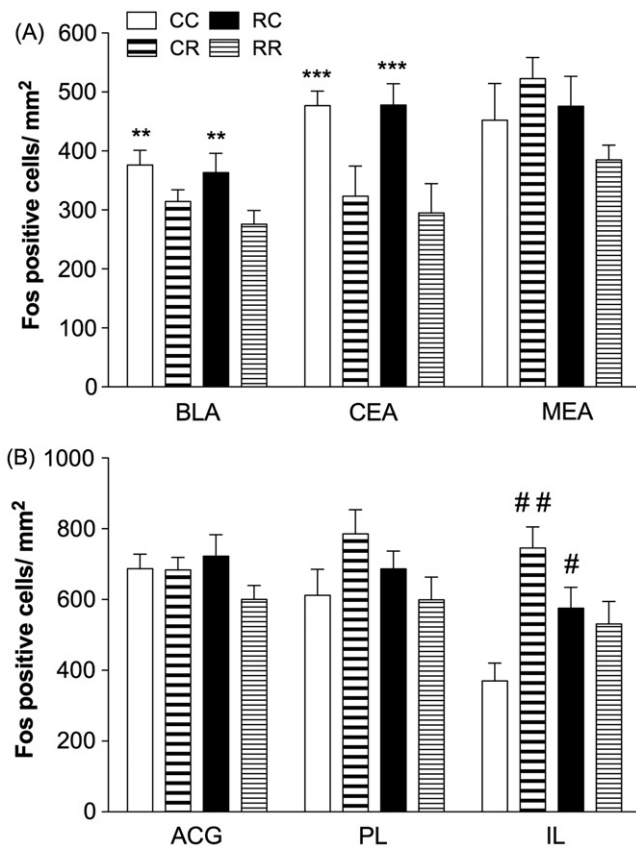 (A)
CC RC
CR RR
Fos positive cells/ mm²
600
500
400
300
200
100
0
** ** *** ***
BLA CEA MEA
(B)
Fos positive cells/ mm²
1000
800
600
400
200
0
# # #
ACG PL IL